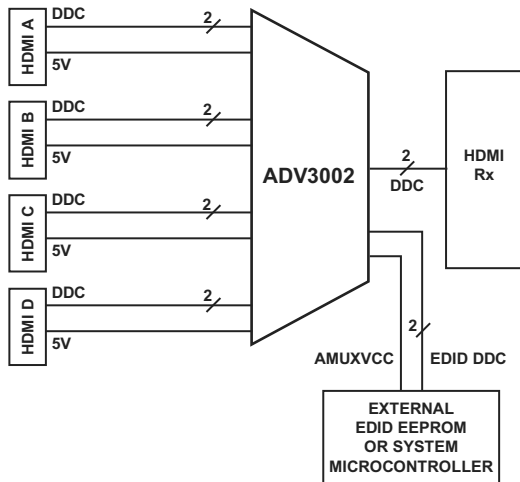 HDMI A
DDC
2
5V
HDMI B
DDC
2
5V
HDMI C
DDC
2
5V
HDMI D
DDC
2
5V
ADV3002
2
DDC
HDMI
Rx
2
AMUXVCC
EDID DDC
EXTERNAL
EDID EEPROM
OR SYSTEM
MICROCONTROLLER